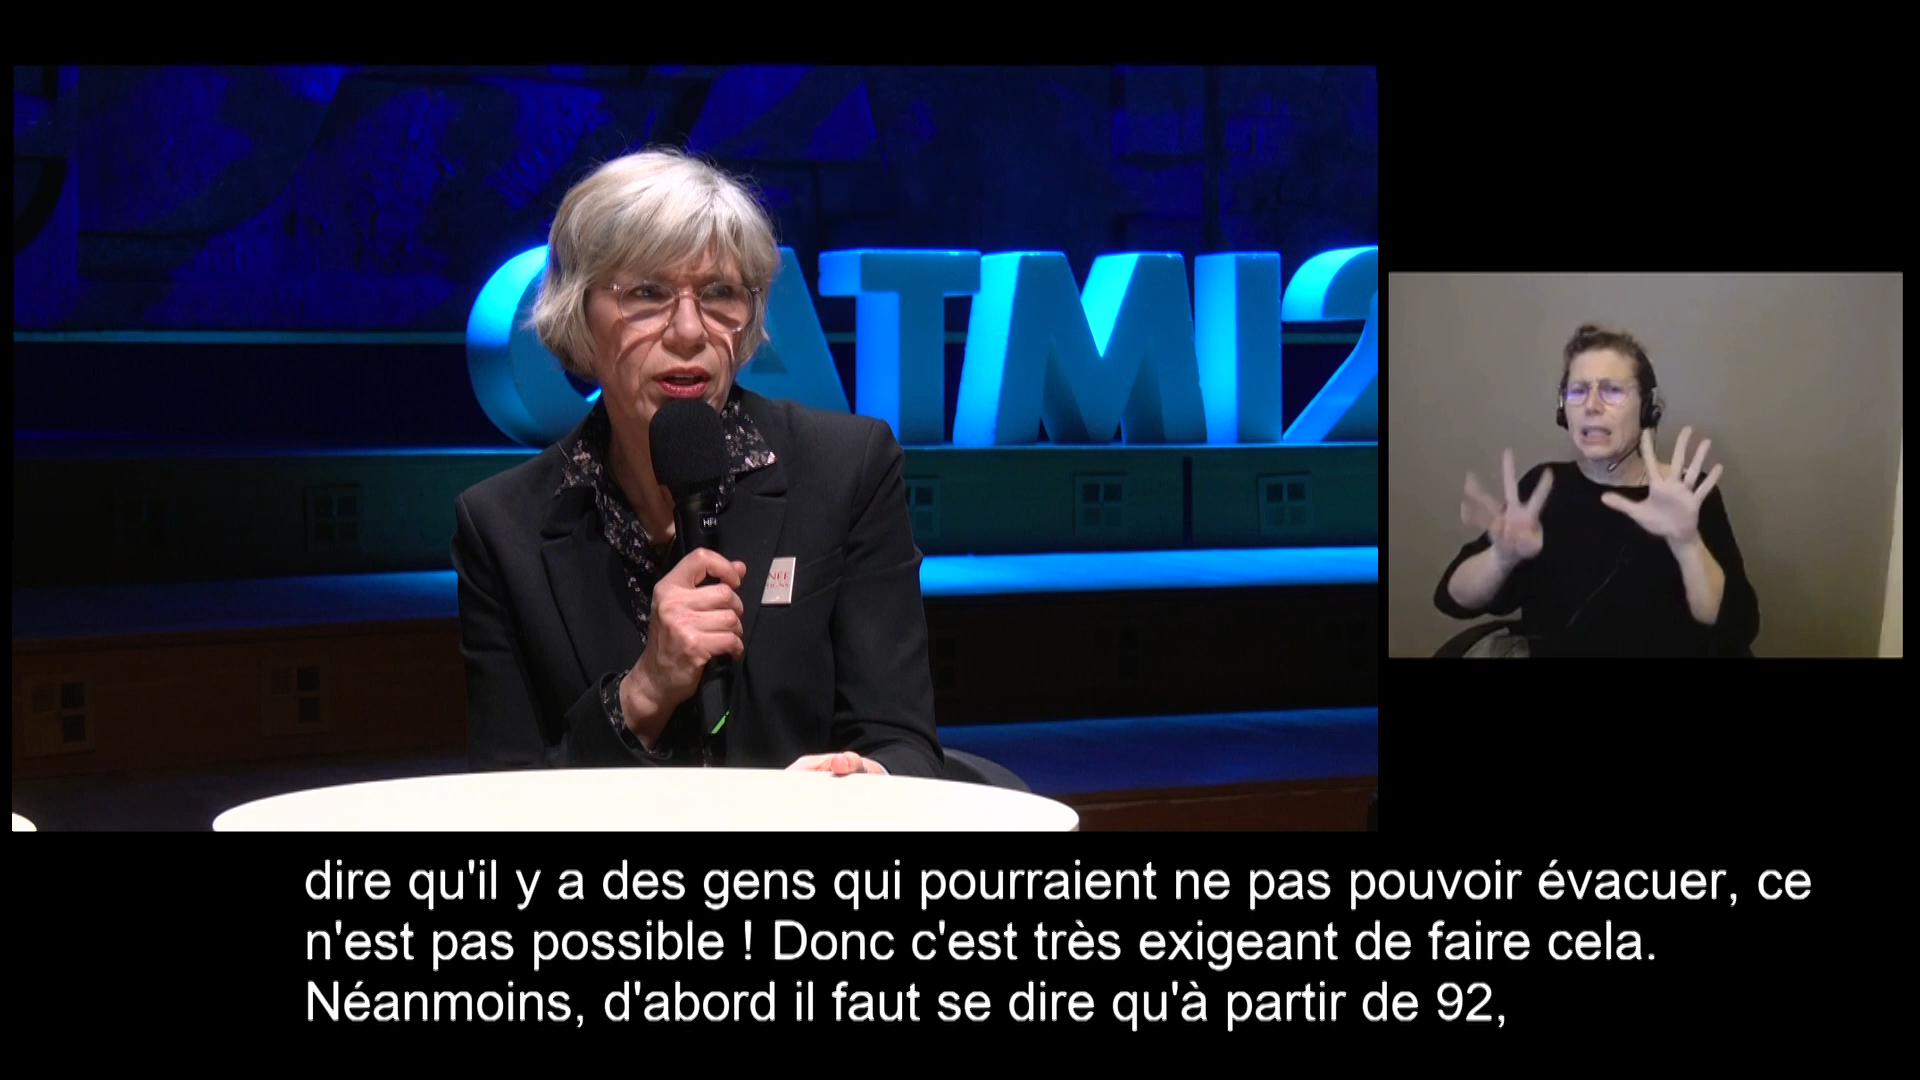 CATMI2
NÉE
dire qu'il y a des gens qui pourraient ne pas pouvoir évacuer, ce
n'est pas possible ! Donc c'est très exigeant de faire cela.
Néanmoins, d'abord il faut se dire qu'à partir de 92,